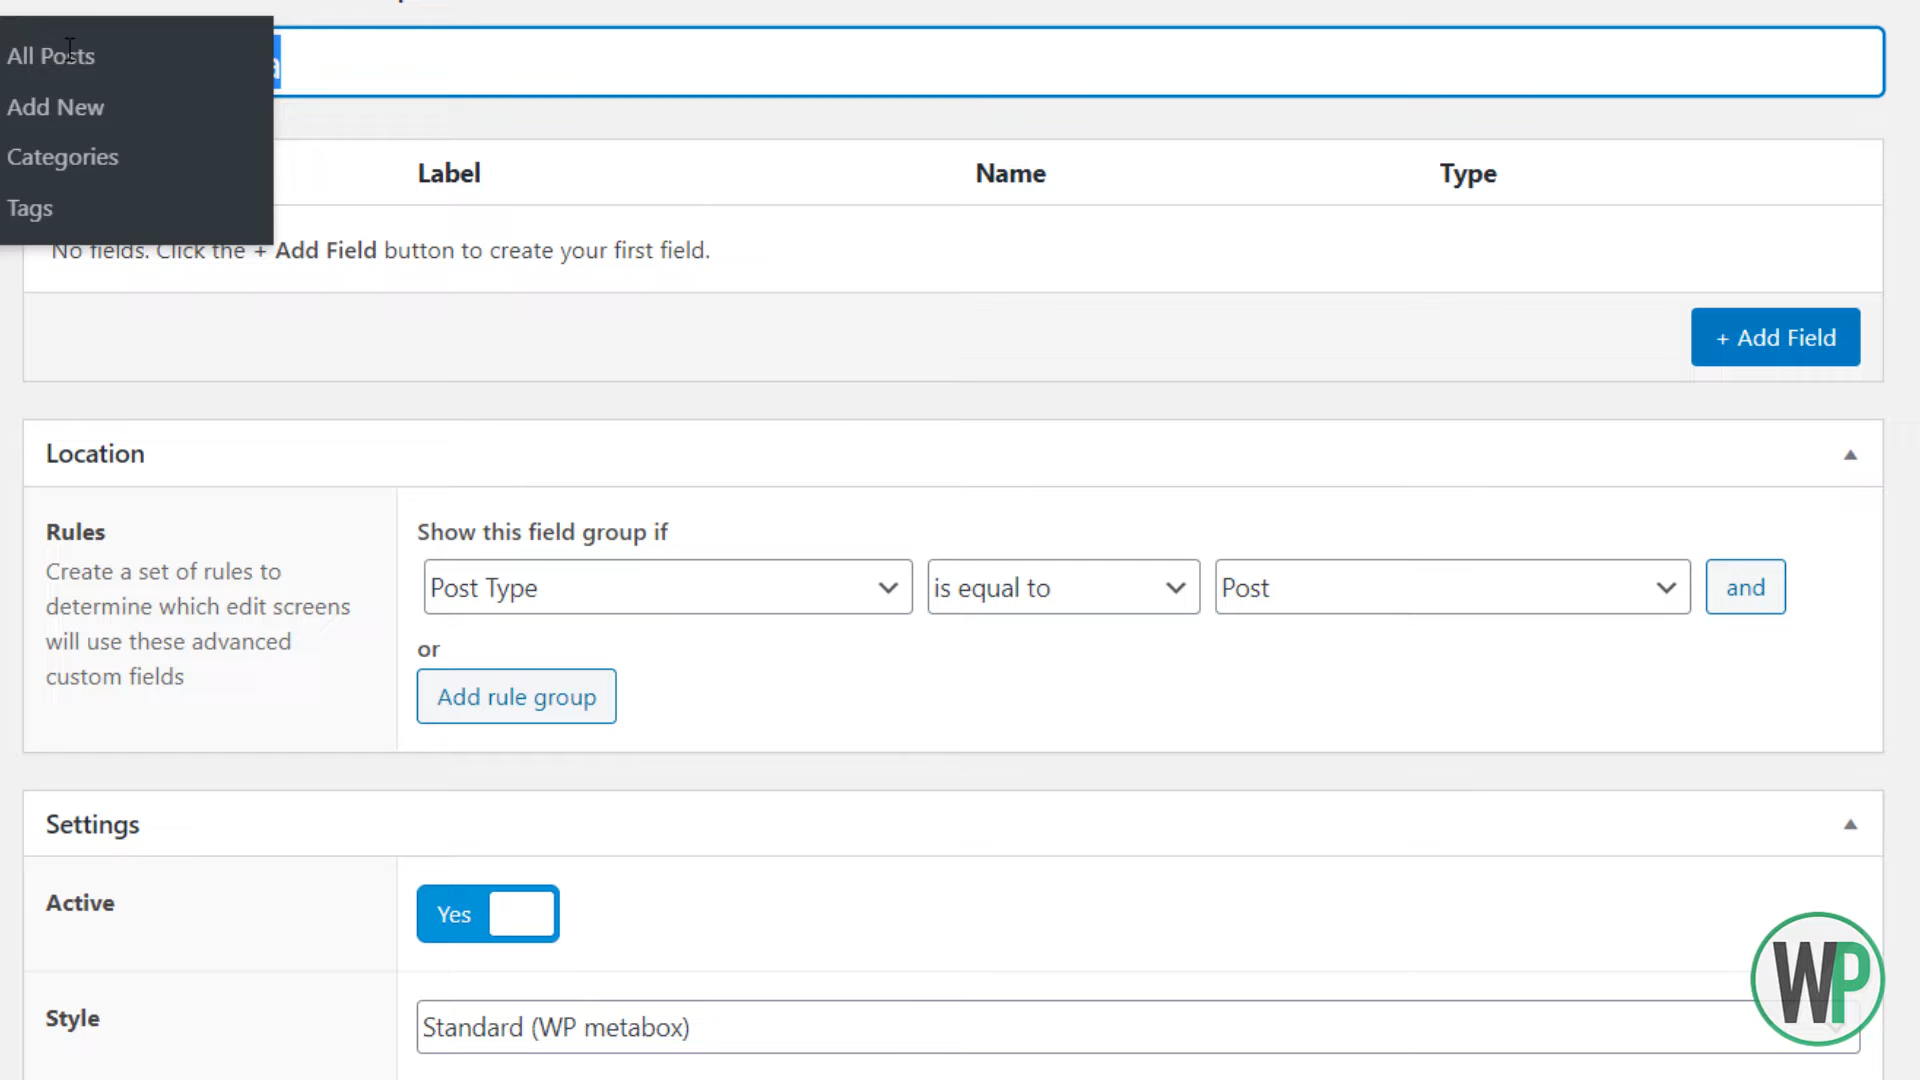 All Posts
Add New
Categories
Tags
Label Name Type
No fields. Click the + Add Field button to create your first field.
+ Add Field
Location
Rules
Create a set of rules to
determine which edit screens
will use these advanced
custom fields
Show this field group if
Post Type is equal to Post and
or
Add rule group
Settings
Active
Yes
Style
Standard (WP metabox)
WP